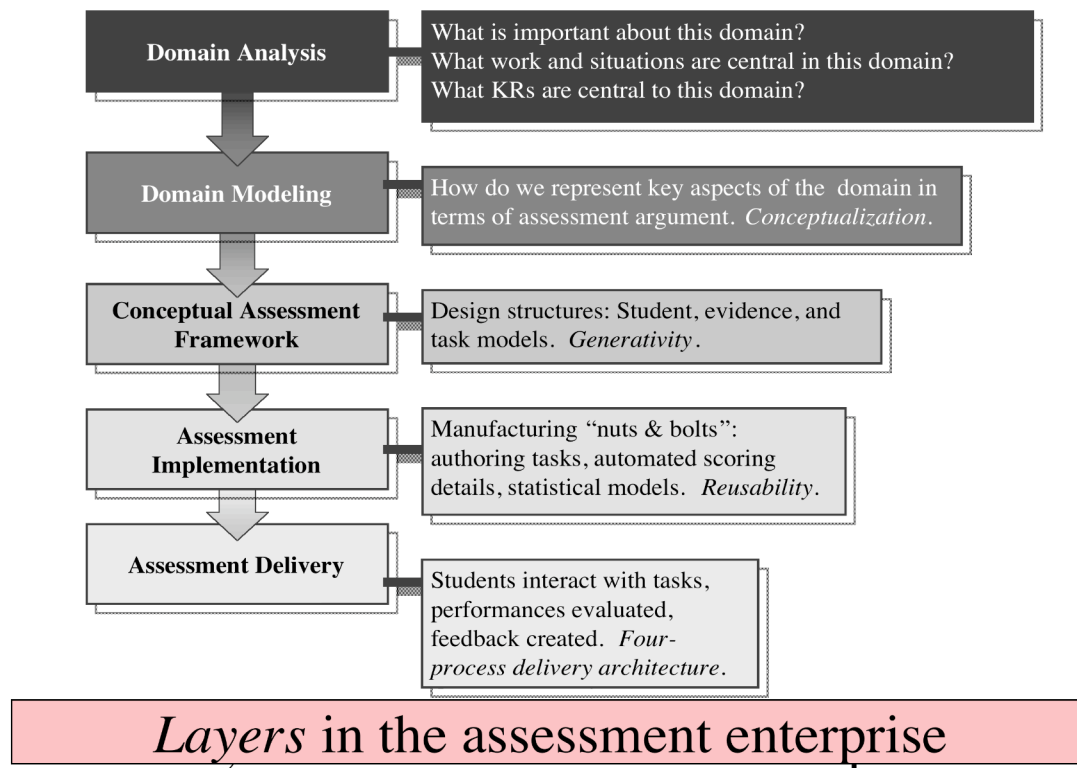 Domain Analysis
What is important about this domain?
What work and situations are central in this domain?
What KRs are central to this domain?
Domain Modeling
How do we represent key aspects of the domain in
terms of assessment argument. Conceptualization.
Conceptual Assessment
Framework
Design structures: Student, evidence, and
task models. Generativity.
Assessment
Implementation
Manufacturing “nuts & bolts”:
authoring tasks, automated scoring
details, statistical models. Reusability.
Assessment Delivery
Students interact with tasks,
performances evaluated,
feedback created. Four-
process delivery architecture.
Layers in the assessment enterprise